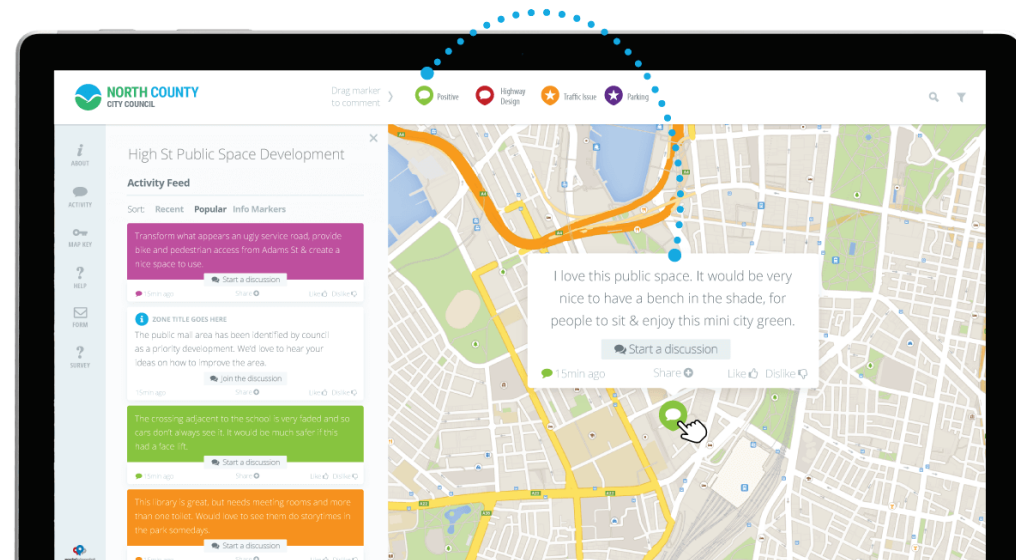 NORTH COUNTY
CITY COUNCIL
Drag marker
to comment
Positive
Highway
Design
Traffic Issue
Parking
ABOUT
ACTIVITY
MAP KEY
HELP
FORM
SURVEY
High St Public Space Development
Activity Feed
Sort: Recent Popular Info Markers
Transform what appears an ugly service road, provide
bike and pedestrian access from Adams St & create a
nice space to use.
Start a discussion
15min ago Share Like Dislike
ZONE TITLE GOES HERE
The public mall area has been identified by council
as a priority development. We'd love to hear your
ideas on how to improve the area.
Join the discussion
15min ago Share Like Dislike
The crossing adjacent to the school is very faded and so
cars don't always see it. It would be much safer if this
had a face lift.
Start a discussion
15min ago Share Like Dislike
This library is great, but needs meeting rooms and more
than one toilet. Would love to see them do storytimes in
the park somedays.
Start a discussion
I love this public space. It would be very
nice to have a bench in the shade, for
people to sit & enjoy this mini city green.
Start a discussion
15min ago Share Like Dislike